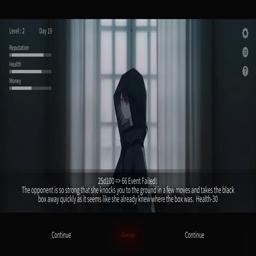 Level : 2 Day 19
Reputation
Health
Money
25d100 => 66 Event Failed!
The opponent is so strong that she knocks you to the ground in a few moves and takes the black
box away quickly as it seems like she already knew where the box was. Health-30
Continue Continue